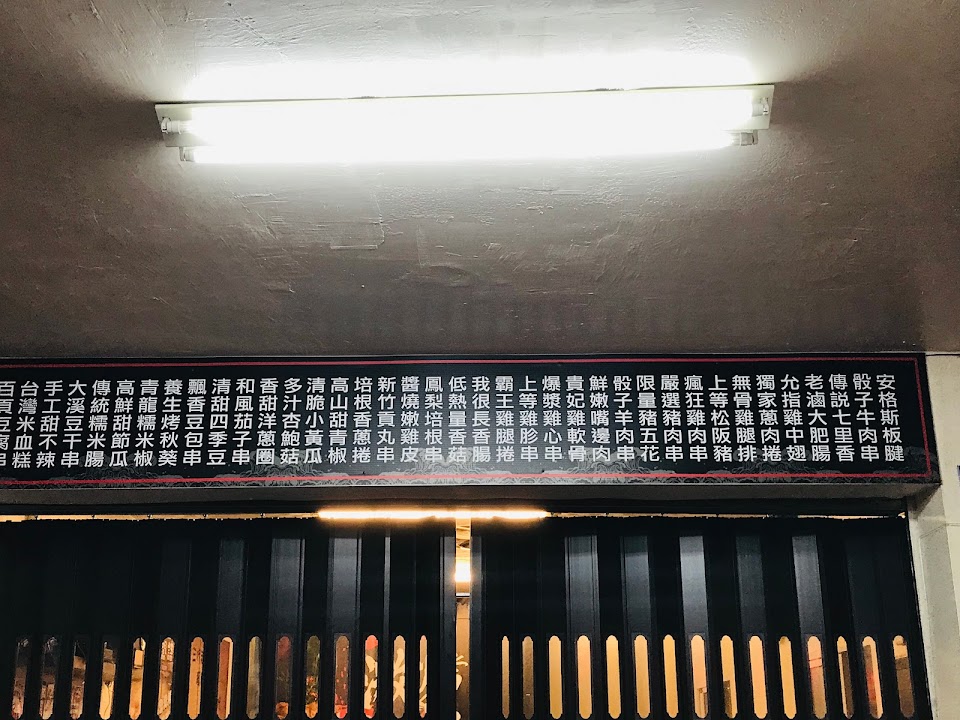 安格斯板腱
骰子牛肉串
傳說七里香
老滷大肥腸
允指雞中翅
獨家蔥肉捲
無骨雞腿排
上等松阪豬
瘋狂雞肉串
嚴選豬肉串
限量豬五花
骰子羊肉串
鮮嫩嘴邊肉
貴妃雞軟骨
爆漿雞心串
上等雞胗串
霸王雞腿捲
我很長香腸
低熱量香菇
鳳梨培根串
醬燒嫩雞皮
新竹貢丸串
培根香蔥捲
高山甜青椒
清脆小黃瓜
多汁杏鮑菇
香甜洋蔥圈
和風茄子串
清甜四季豆
飄香豆包串
養生烤秋葵
青龍糯米椒
高鮮甜節瓜
傳統糯米腸
大溪豆干串
手工甜不辣
台灣米血糕
百頁豆腐串